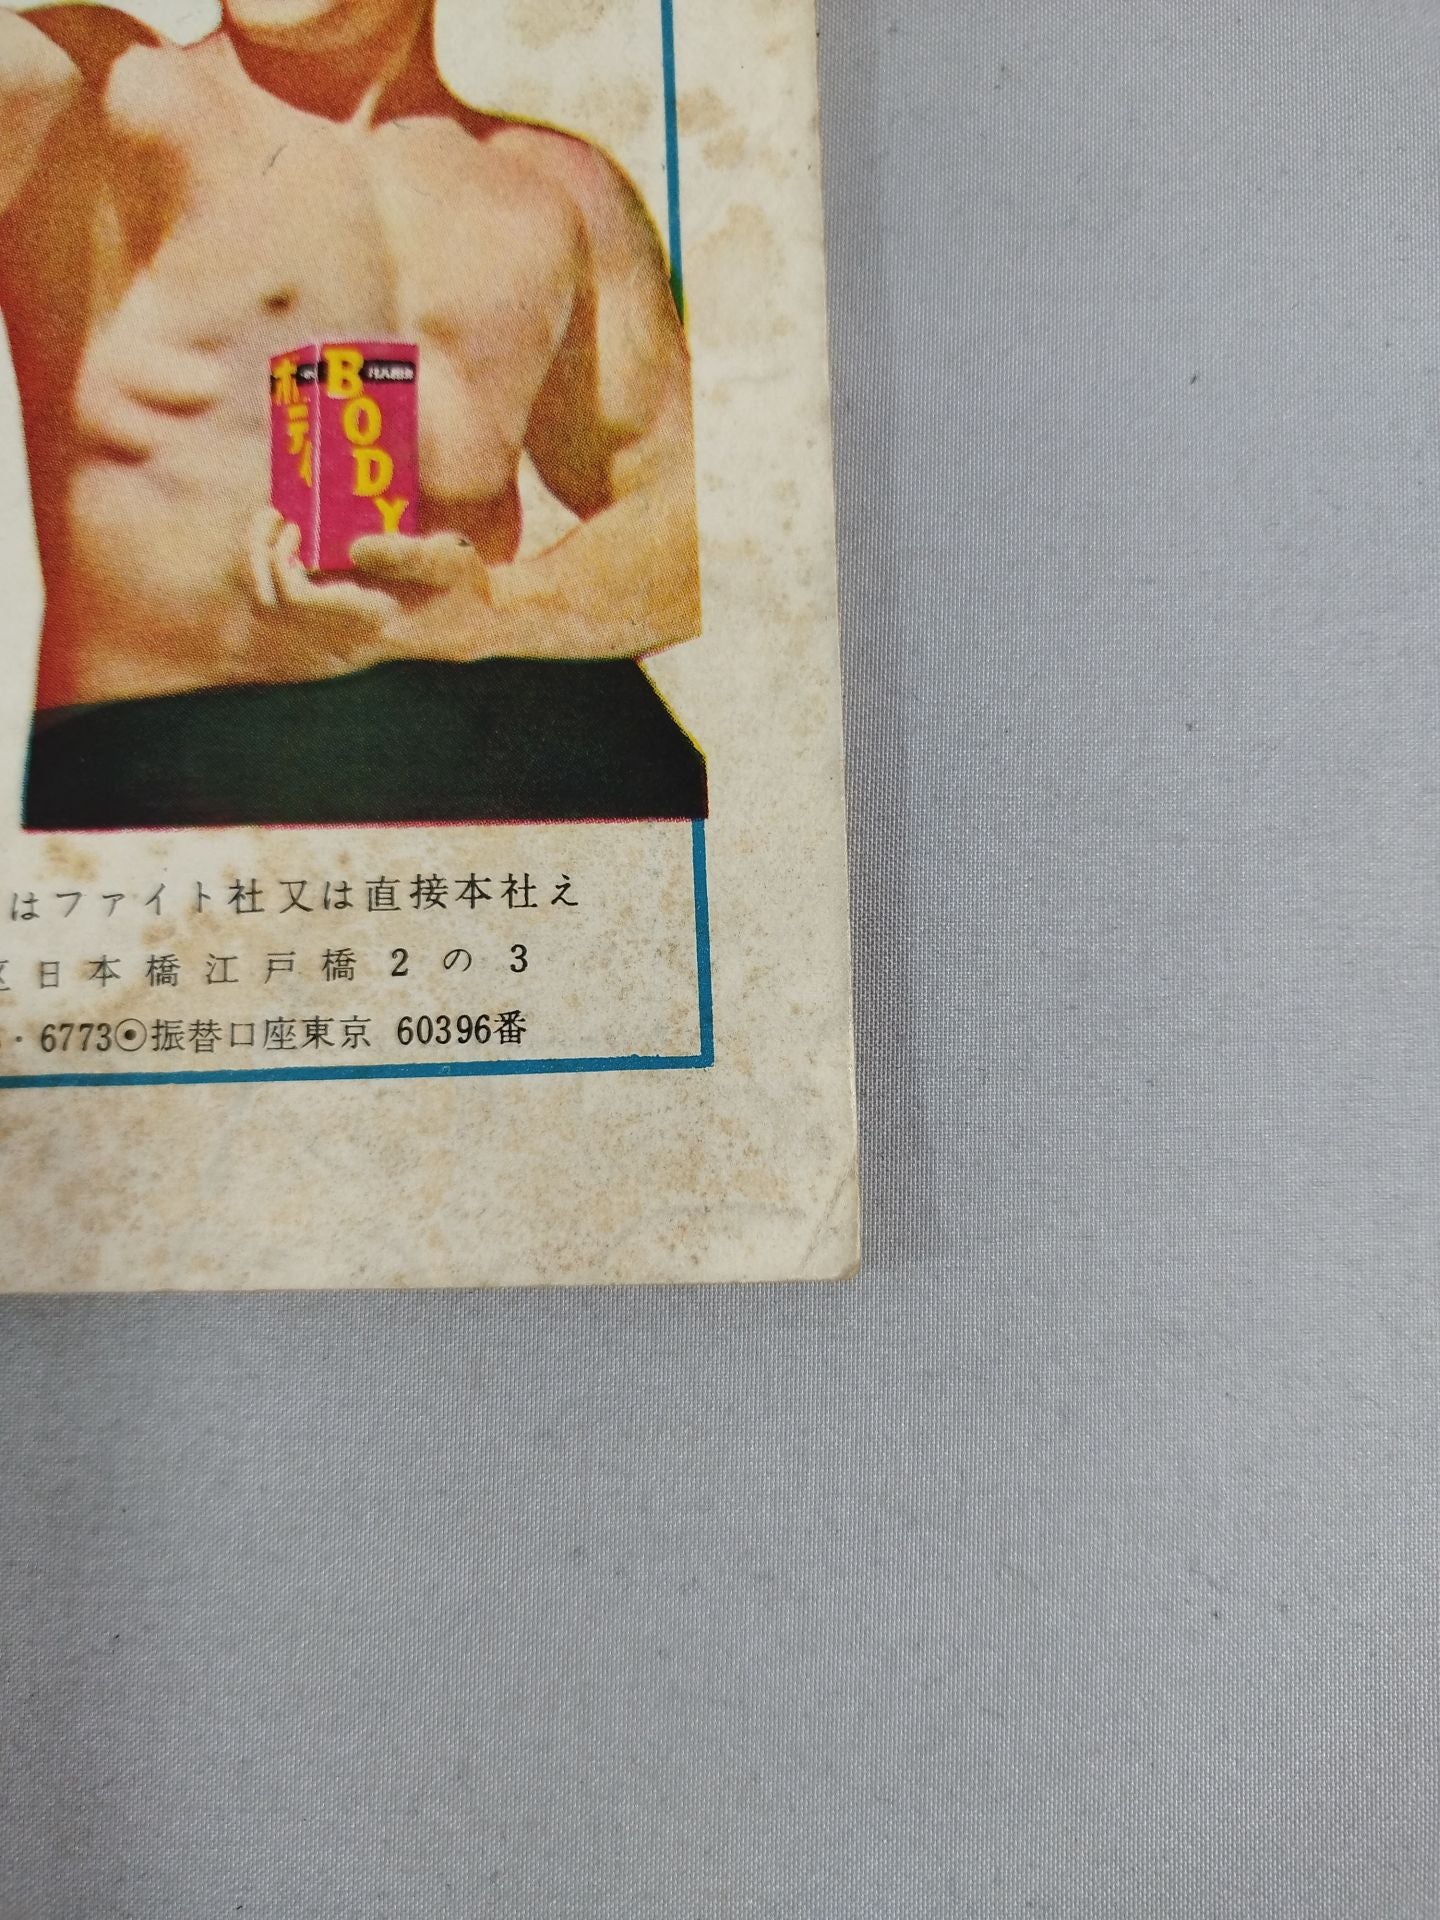 BODY
ボディ
はファイト社又は直接本社え
区日本橋江戸橋2の3
・6773⦿振替口座東京 60396番